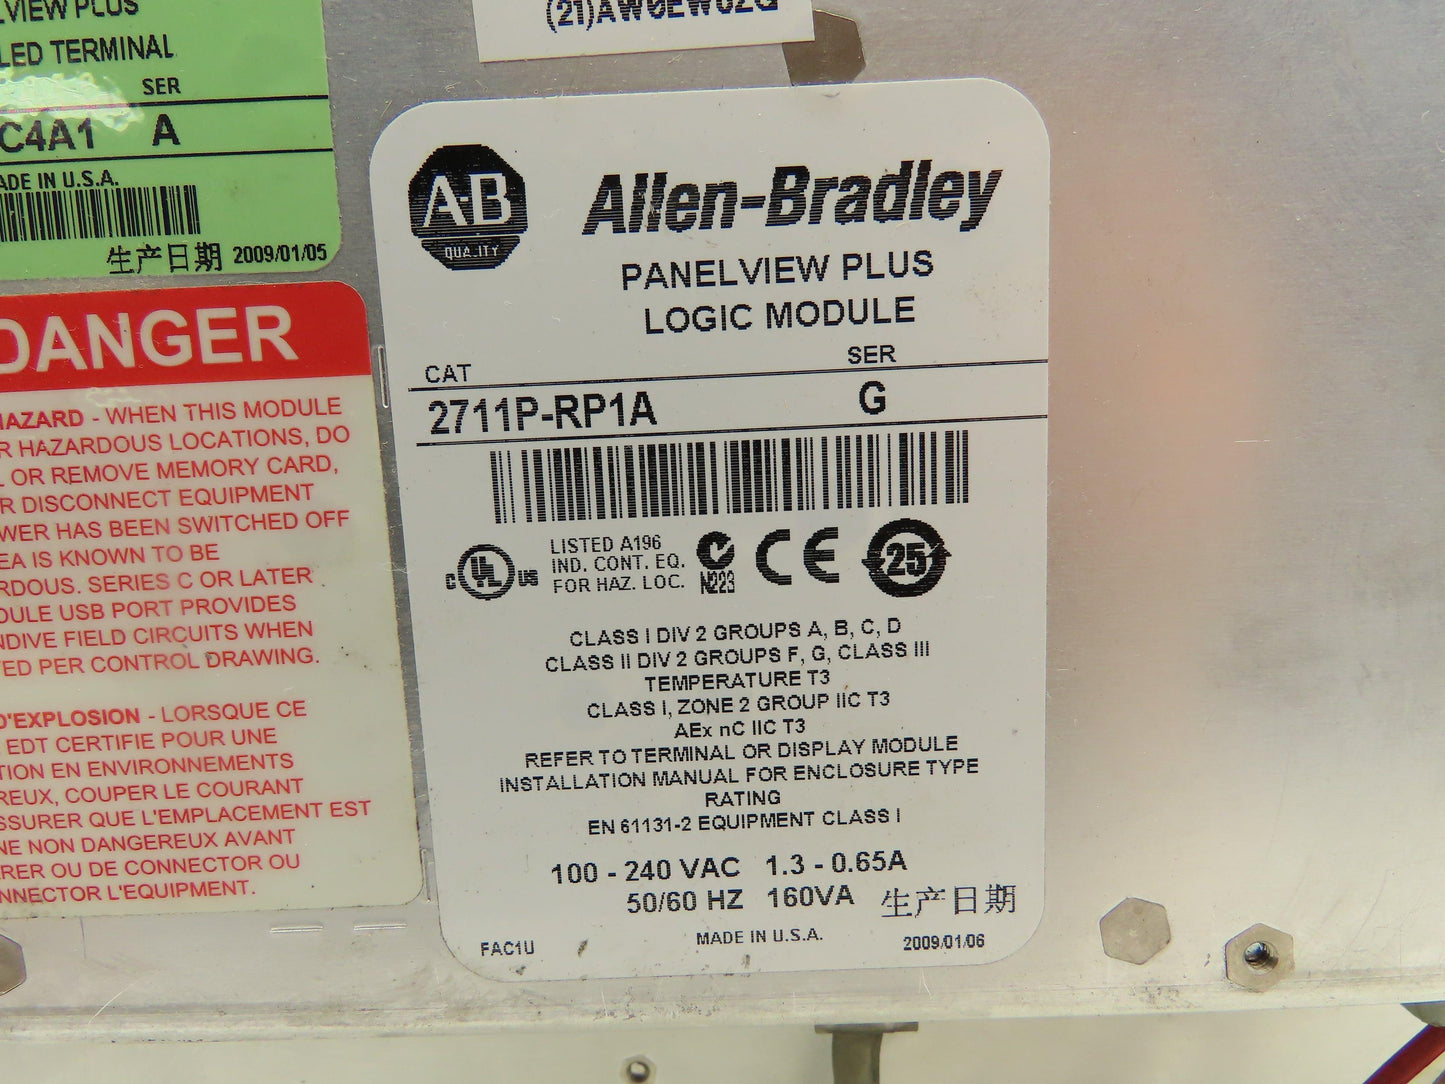 VIEW PLUS
LED TERMINAL
SER
C4A1 A
ADE IN U.S.A.
生产日期 2009/01/05
DANGER
HAZARD - WHEN THIS MODULE
R HAZARDOUS LOCATIONS, DO
OR REMOVE MEMORY CARD,
R DISCONNECT EQUIPMENT
WER HAS BEEN SWITCHED OFF
EA IS KNOWN TO BE
RDOUS. SERIES C OR LATER
DULE USB PORT PROVIDES
NDIVE FIELD CIRCUITS WHEN
TED PER CONTROL DRAWING.
D'EXPLOSION - LORSQUE CE
EDT CERTIFIE POUR UNE
TION EN ENVIRONNEMENTS
REUX, COUPER LE COURANT
SSURER QUE L'EMPLACEMENT EST
NE NON DANGEREUX AVANT
RER OU DE CONNECTOR OU
NNECTOR L'EQUIPMENT.
A-B
QUALITY
Allen-Bradley
PANELVIEW PLUS
LOGIC MODULE
CAT SER
2711P-RP1A G
C UL US
LISTED A196
IND. CONT. EQ.
FOR HAZ. LOC.
N223
CE
25
CLASS I DIV 2 GROUPS A, B, C, D
CLASS II DIV 2 GROUPS F, G, CLASS III
TEMPERATURE T3
CLASS I, ZONE 2 GROUP IIC T3
AEx nC IIC T3
REFER TO TERMINAL OR DISPLAY MODULE
INSTALLATION MANUAL FOR ENCLOSURE TYPE
RATING
EN 61131-2 EQUIPMENT CLASS I
100 - 240 VAC 1.3 - 0.65A
50/60 HZ 160VA 生产日期
FAC1U MADE IN U.S.A. 2009/01/06